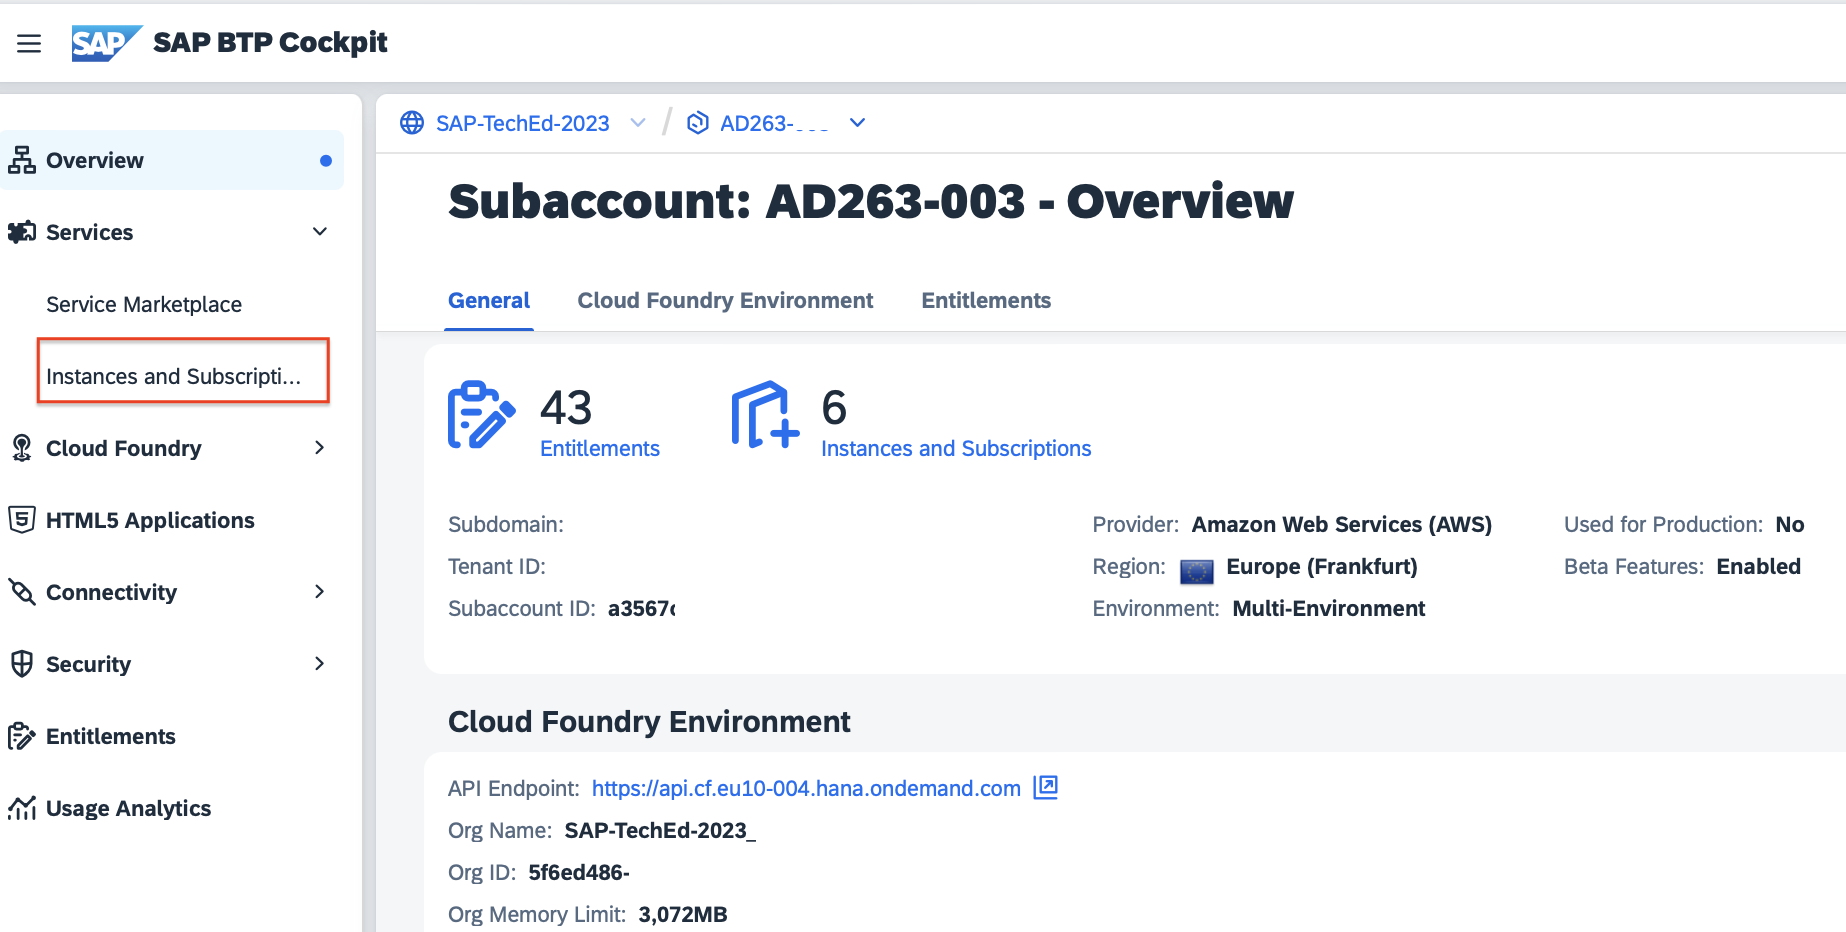 SAP SAP BTP Cockpit
Overview
Services
Service Marketplace
Instances and Subscripti...
Cloud Foundry
HTML5 Applications
Connectivity
Security
Entitlements
Usage Analytics
SAP-TechEd-2023 / AD263-
Subaccount: AD263-003 - Overview
General Cloud Foundry Environment Entitlements
43
Entitlements
6
Instances and Subscriptions
Subdomain:
Tenant ID:
Subaccount ID: a3567
Provider: Amazon Web Services (AWS)
Region: Europe (Frankfurt)
Environment: Multi-Environment
Used for Production: No
Beta Features: Enabled
Cloud Foundry Environment
API Endpoint: https://api.cf.eu10-004.hana.ondemand.com
Org Name: SAP-TechEd-2023_
Org ID: 5f6ed486-
Org Memory Limit: 3,072MB